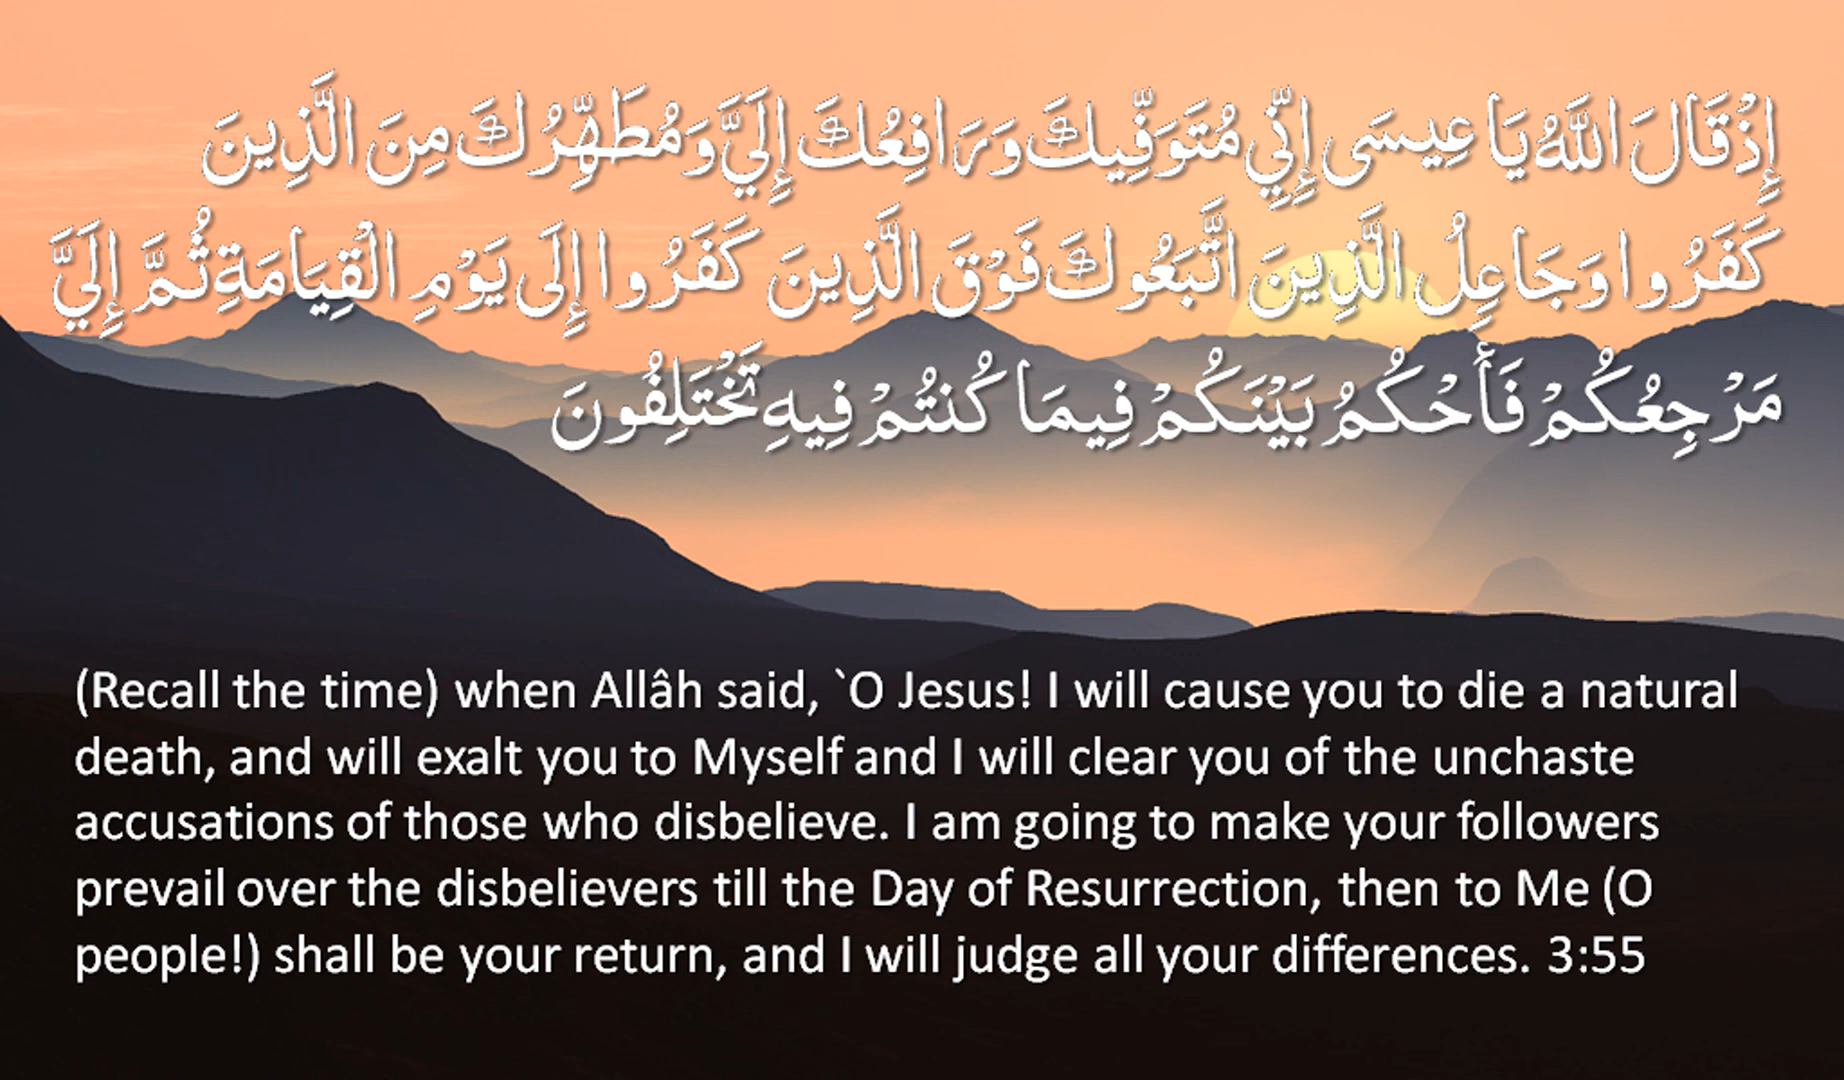 إِذْ قَالَ اللَّهُ يَا عِيسَى إِنِّي مُتَوَفِّيكَ وَرَافِعُكَ إِلَيَّ وَمُطَهِّرُكَ مِنَ الَّذِينَ
كَفَرُوا وَجَاعِلُ الَّذِينَ اتَّبَعُوكَ فَوْقَ الَّذِينَ كَفَرُوا إِلَى يَوْمِ الْقِيَامَةِ ثُمَّ إِلَيَّ
مَرْجِعُكُمْ فَأَحْكُمُ بَيْنَكُمْ فِيمَا كُنتُمْ فِيهِ تَخْتَلِفُونَ
(Recall the time) when Allâh said, `O Jesus! I will cause you to die a natural
death, and will exalt you to Myself and I will clear you of the unchaste
accusations of those who disbelieve. I am going to make your followers
prevail over the disbelievers till the Day of Resurrection, then to Me (O
people!) shall be your return, and I will judge all your differences. 3:55